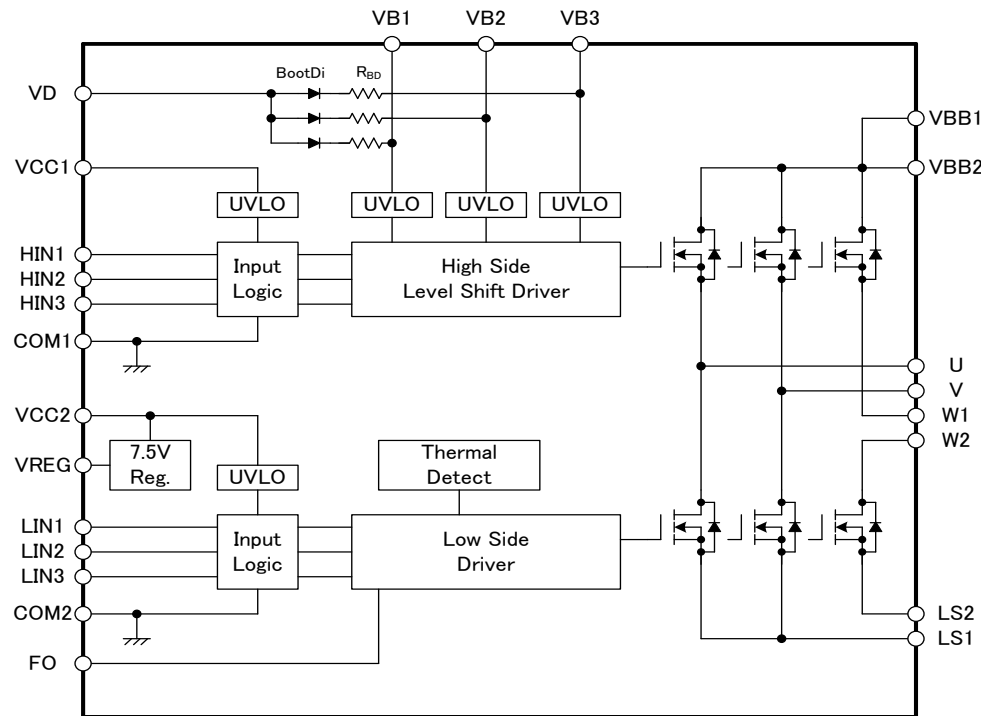 VB1 VB2 VB3
BootDi R_BD
VD
VBB1
VCC1
VBB2
UVLO UVLO UVLO UVLO
HIN1
HIN2
HIN3
Input
Logic
High Side
Level Shift Driver
COM1
U
V
W1
W2
VCC2
VREG
7.5V
Reg.
UVLO
Thermal
Detect
LIN1
LIN2
LIN3
Input
Logic
Low Side
Driver
COM2
LS2
LS1
FO